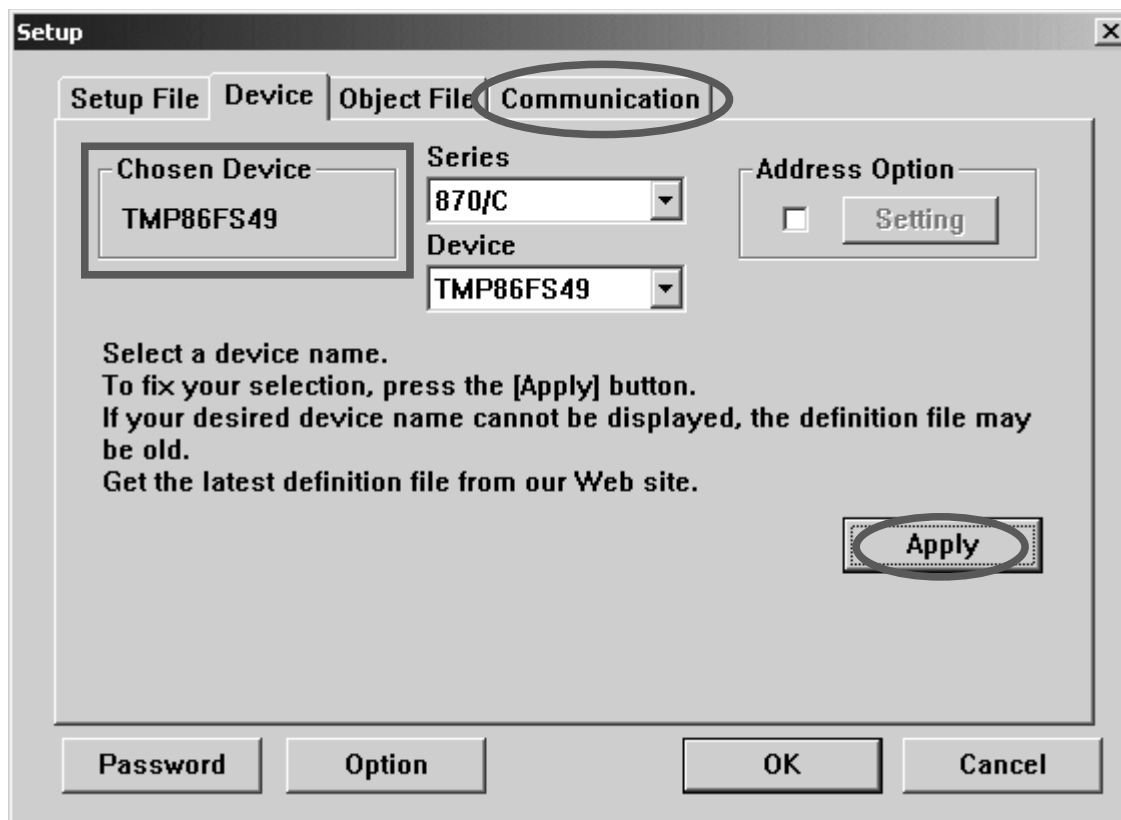 Setup
Setup File Device Object File Communication
Chosen Device
TMP86FS49
Series
870/C
Device
TMP86FS49
Address Option
Setting
Select a device name.
To fix your selection, press the [Apply] button.
If your desired device name cannot be displayed, the definition file may
be old.
Get the latest definition file from our Web site.
Apply
Password Option OK Cancel